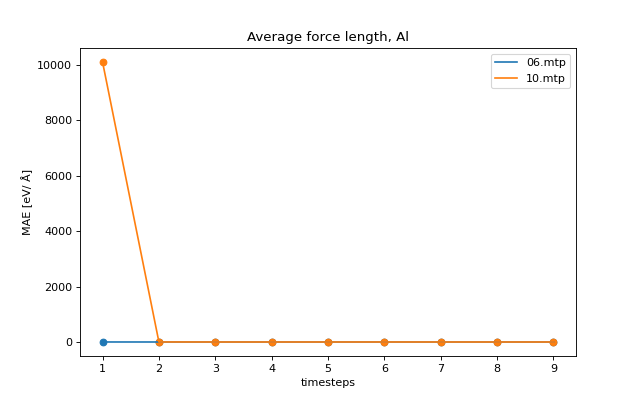 Average force length, Al
06.mtp
10.mtp
MAE [eV/ Å]
10000
8000
6000
4000
2000
0
1 2 3 4 5 6 7 8 9
timesteps